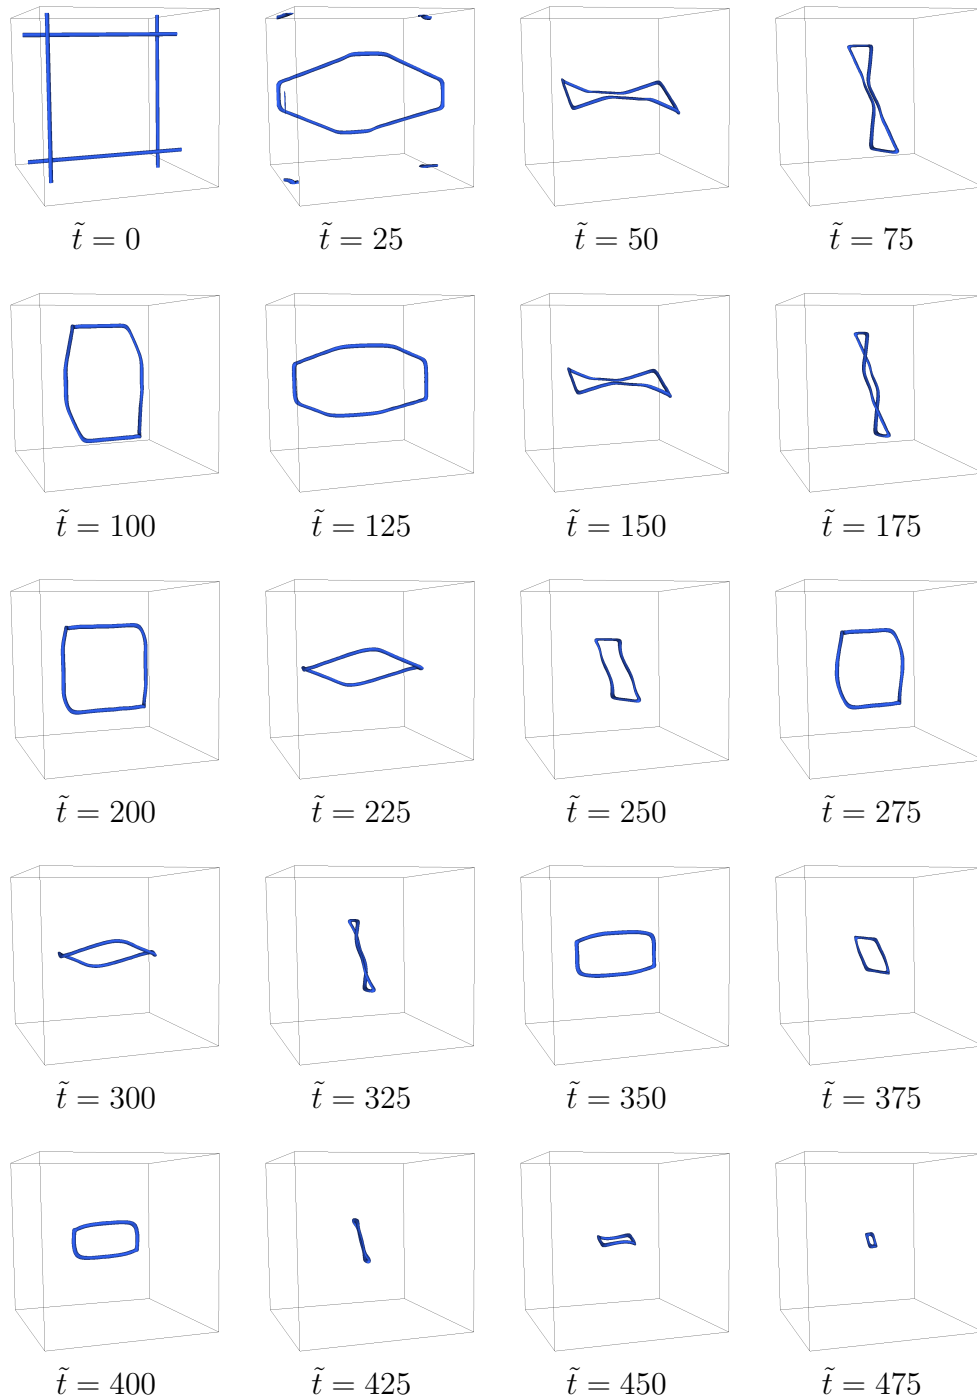 t̃ = 0 t̃ = 25 t̃ = 50 t̃ = 75
t̃ = 100 t̃ = 125 t̃ = 150 t̃ = 175
t̃ = 200 t̃ = 225 t̃ = 250 t̃ = 275
t̃ = 300 t̃ = 325 t̃ = 350 t̃ = 375
t̃ = 400 t̃ = 425 t̃ = 450 t̃ = 475